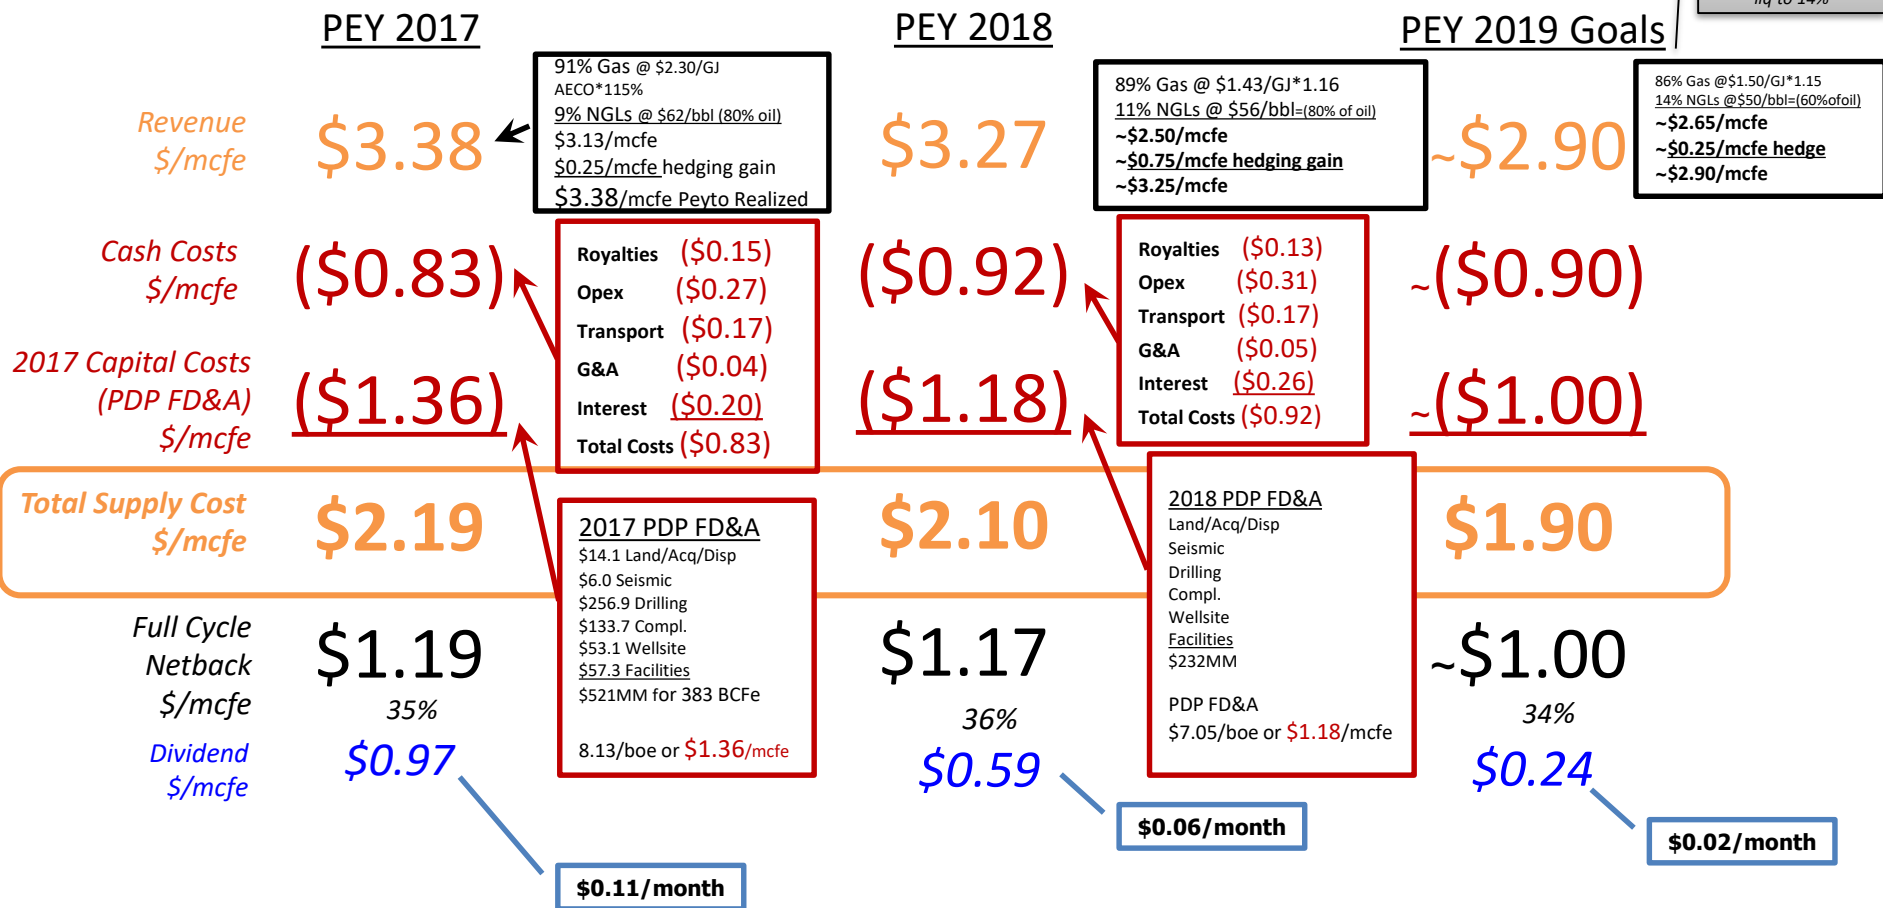 liq to 14%
PEY 2017
PEY 2018
PEY 2019 Goals
Revenue
$/mcfe
$3.38
91% Gas @ $2.30/GJ
AECO*115%
9% NGLs @ $62/bbl (80% oil)
$3.13/mcfe
$0.25/mcfe hedging gain
$3.38/mcfe Peyto Realized
$3.27
89% Gas @ $1.43/GJ*1.16
11% NGLs @ $56/bbl=(80% of oil)
~$2.50/mcfe
~$0.75/mcfe hedging gain
~$3.25/mcfe
~$2.90
86% Gas @$1.50/GJ*1.15
14% NGLs @$50/bbl=(60%ofoil)
~$2.65/mcfe
~$0.25/mcfe hedge
~$2.90/mcfe
Cash Costs
$/mcfe
($0.83)
Royalties ($0.15)
Opex ($0.27)
Transport ($0.17)
G&A ($0.04)
Interest ($0.20)
Total Costs ($0.83)
($0.92)
Royalties ($0.13)
Opex ($0.31)
Transport ($0.17)
G&A ($0.05)
Interest ($0.26)
Total Costs ($0.92)
~($0.90)
2017 Capital Costs
(PDP FD&A)
$/mcfe
($1.36)
($1.18)
~($1.00)
Total Supply Cost
$/mcfe
$2.19
$2.10
$1.90
2017 PDP FD&A
$14.1 Land/Acq/Disp
$6.0 Seismic
$256.9 Drilling
$133.7 Compl.
$53.1 Wellsite
$57.3 Facilities
$521MM for 383 BCFe
8.13/boe or $1.36/mcfe
2018 PDP FD&A
Land/Acq/Disp
Seismic
Drilling
Compl.
Wellsite
Facilities
$232MM
PDP FD&A
$7.05/boe or $1.18/mcfe
Full Cycle
Netback
$/mcfe
$1.19
35%
$1.17
36%
~$1.00
34%
Dividend
$/mcfe
$0.97
$0.59
$0.24
$0.11/month
$0.06/month
$0.02/month